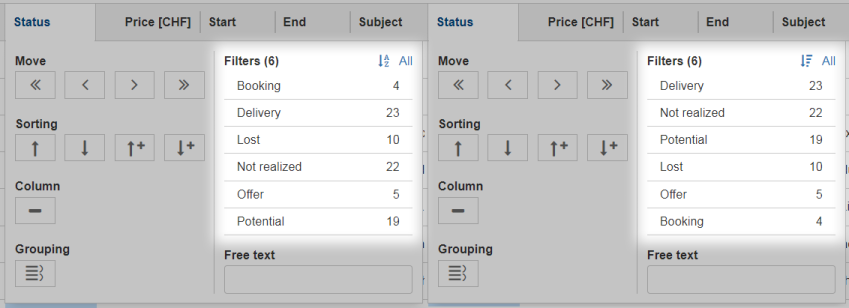 Status Price [CHF] Start End Subject
Move
Filters (6) All
Booking 4
Delivery 23
Sorting
Lost 10
Not realized 22
Column
Offer 5
Potential 19
Grouping
Free text
Status Price [CHF] Start End Subject
Move
Filters (6) All
Delivery 23
Not realized 22
Sorting
Potential 19
Lost 10
Column
Offer 5
Booking 4
Grouping
Free text